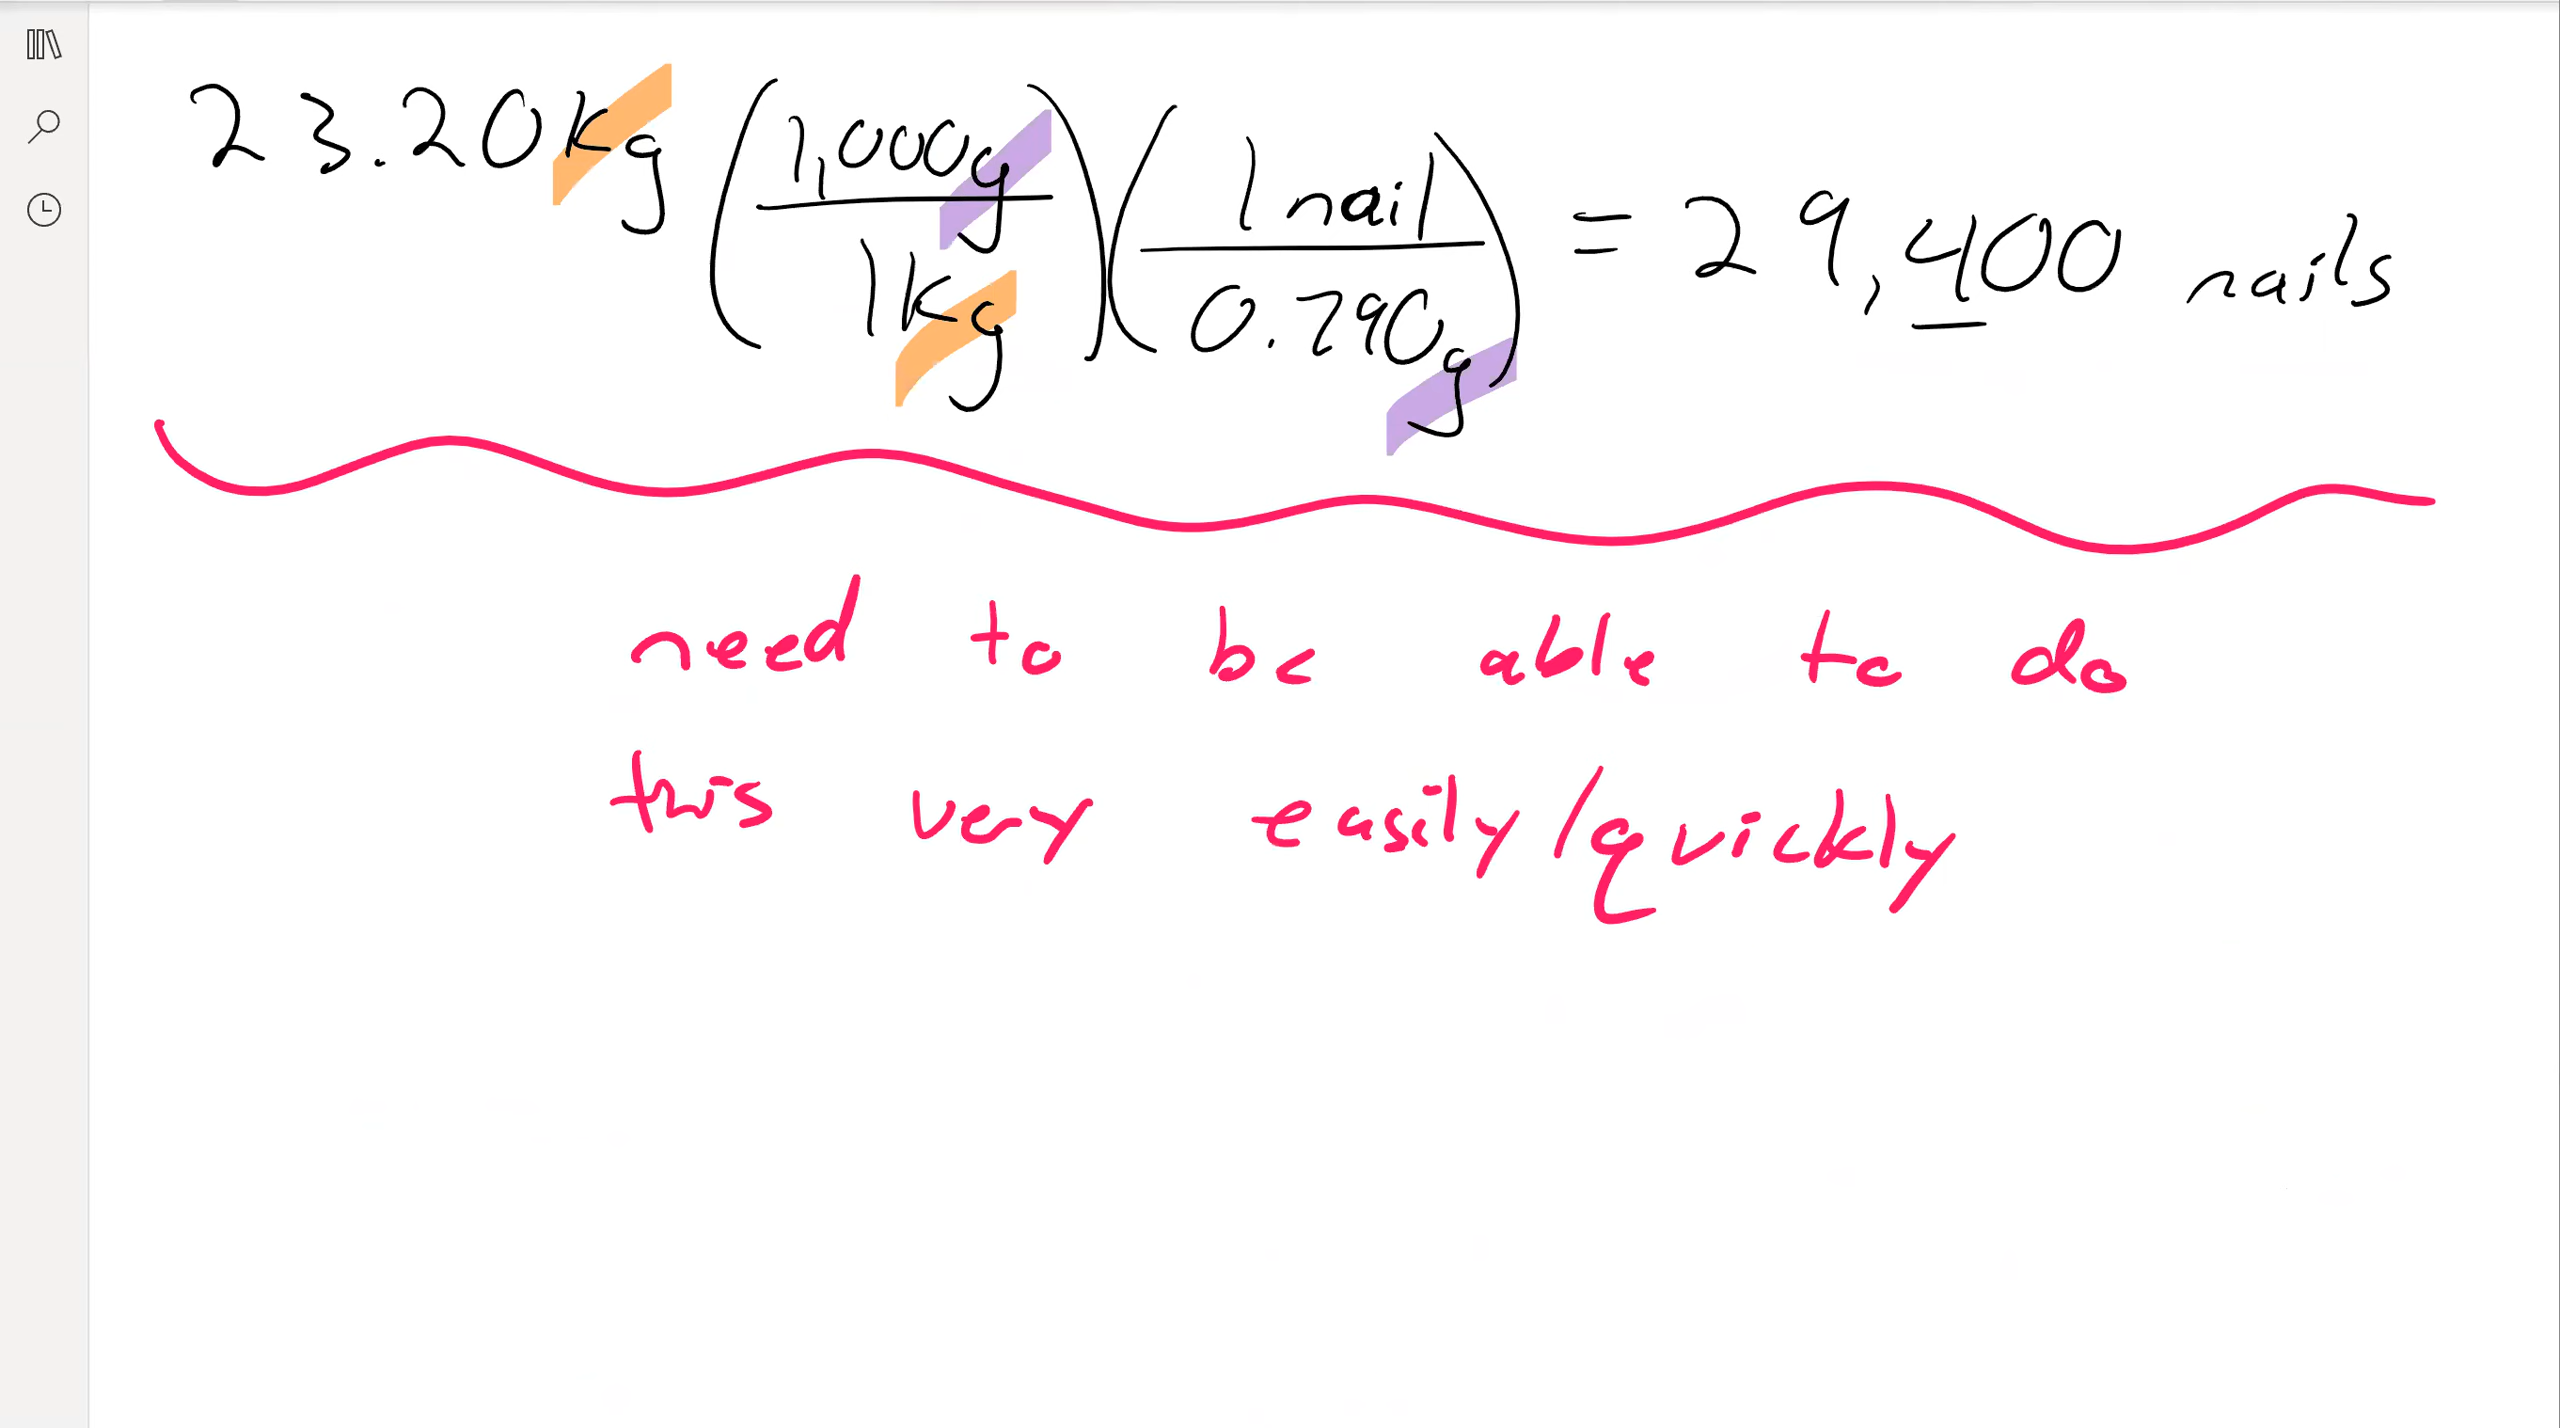 23.20kg (1,000g / 1kg) (1 nail / 0.790g) = 29,400 nails
need to be able to do
this very easily/quickly